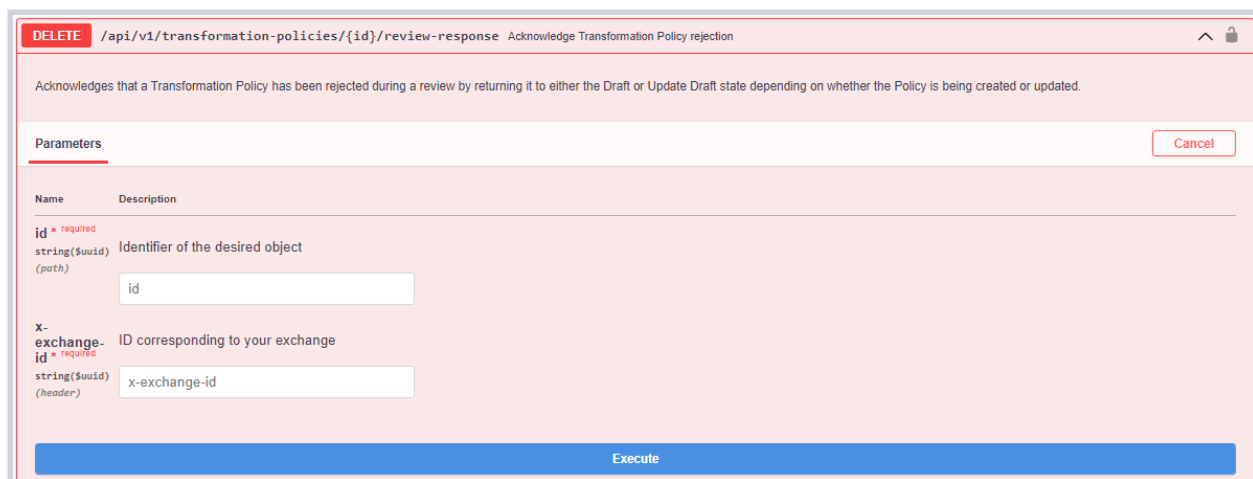 DELETE /api/v1/transformation-policies/{id}/review-response Acknowledge Transformation Policy rejection
Acknowledges that a Transformation Policy has been rejected during a review by returning it to either the Draft or Update Draft state depending on whether the Policy is being created or updated.
Parameters
Cancel
Name Description
id * required
string($uuid)
(path)
Identifier of the desired object
id
x-
exchange-
id * required
string($uuid)
(header)
ID corresponding to your exchange
x-exchange-id
Execute